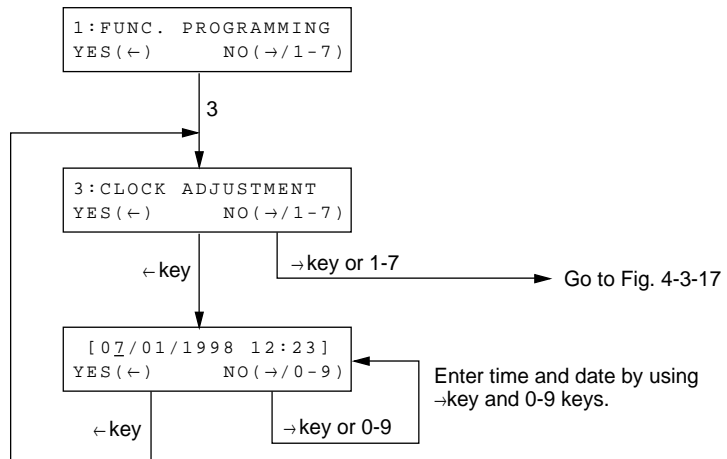 1:FUNC. PROGRAMMING
YES(←) NO(→/1-7)
3
3:CLOCK ADJUSTMENT
YES(←) NO(→/1-7)
←key
→key or 1-7
Go to Fig. 4-3-17
[07/01/1998 12:23]
YES(←) NO(→/0-9)
Enter time and date by using
→key and 0-9 keys.
←key
→key or 0-9